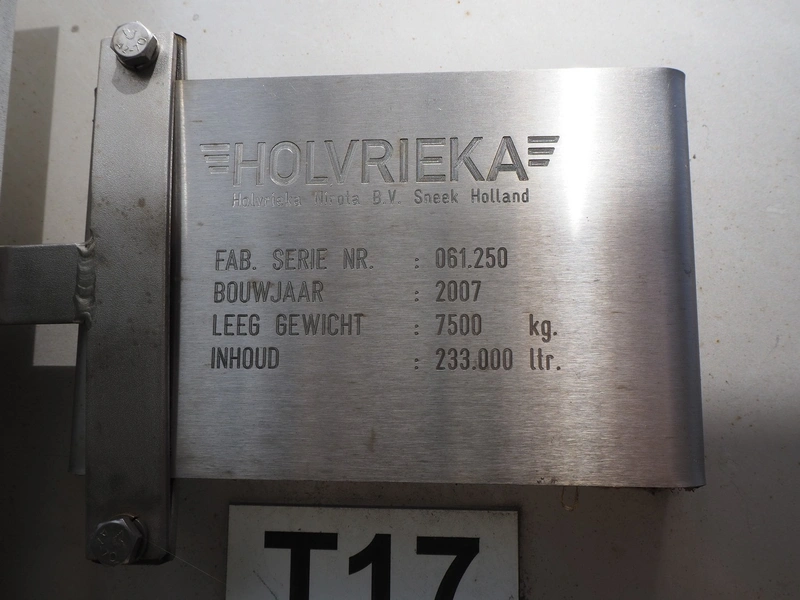 HOLVRIEKA
Holvrieka Nirota B.V. Sneek Holland
FAB. SERIE NR. : 061.250
BOUWJAAR : 2007
LEEG GEWICHT : 7500 kg.
INHOUD : 233.000 ltr.
T17